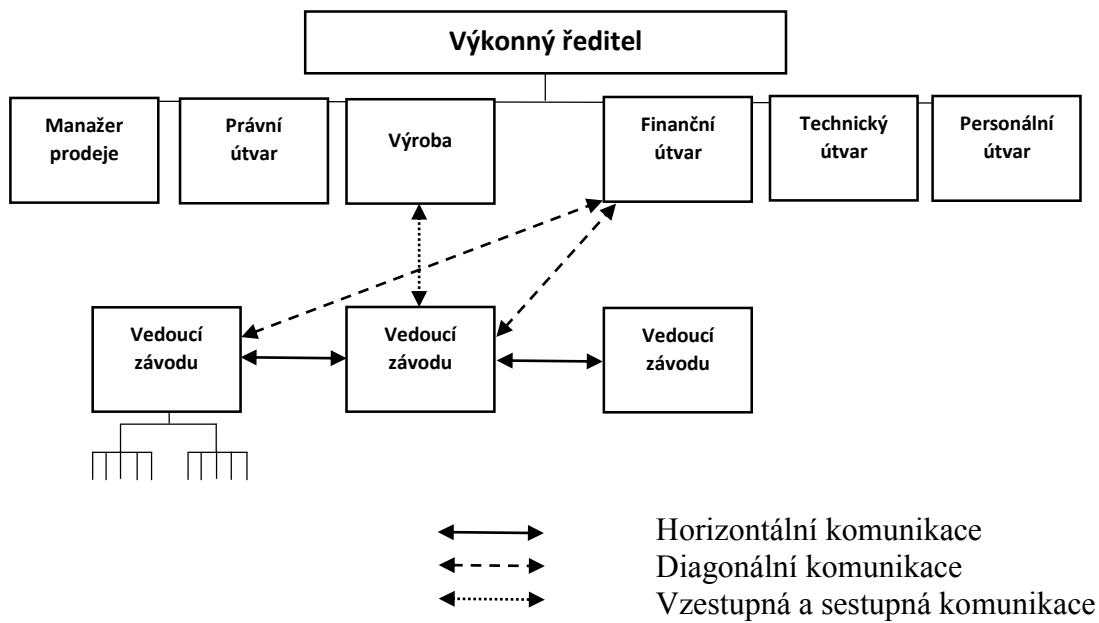 Výkonný ředitel
Manažer
prodeje
Právní
útvar
Výroba
Finanční
útvar
Technický
útvar
Personální
útvar
Vedoucí
závodu
Vedoucí
závodu
Vedoucí
závodu
Horizontální komunikace
Diagonální komunikace
Vzestupná a sestupná komunikace